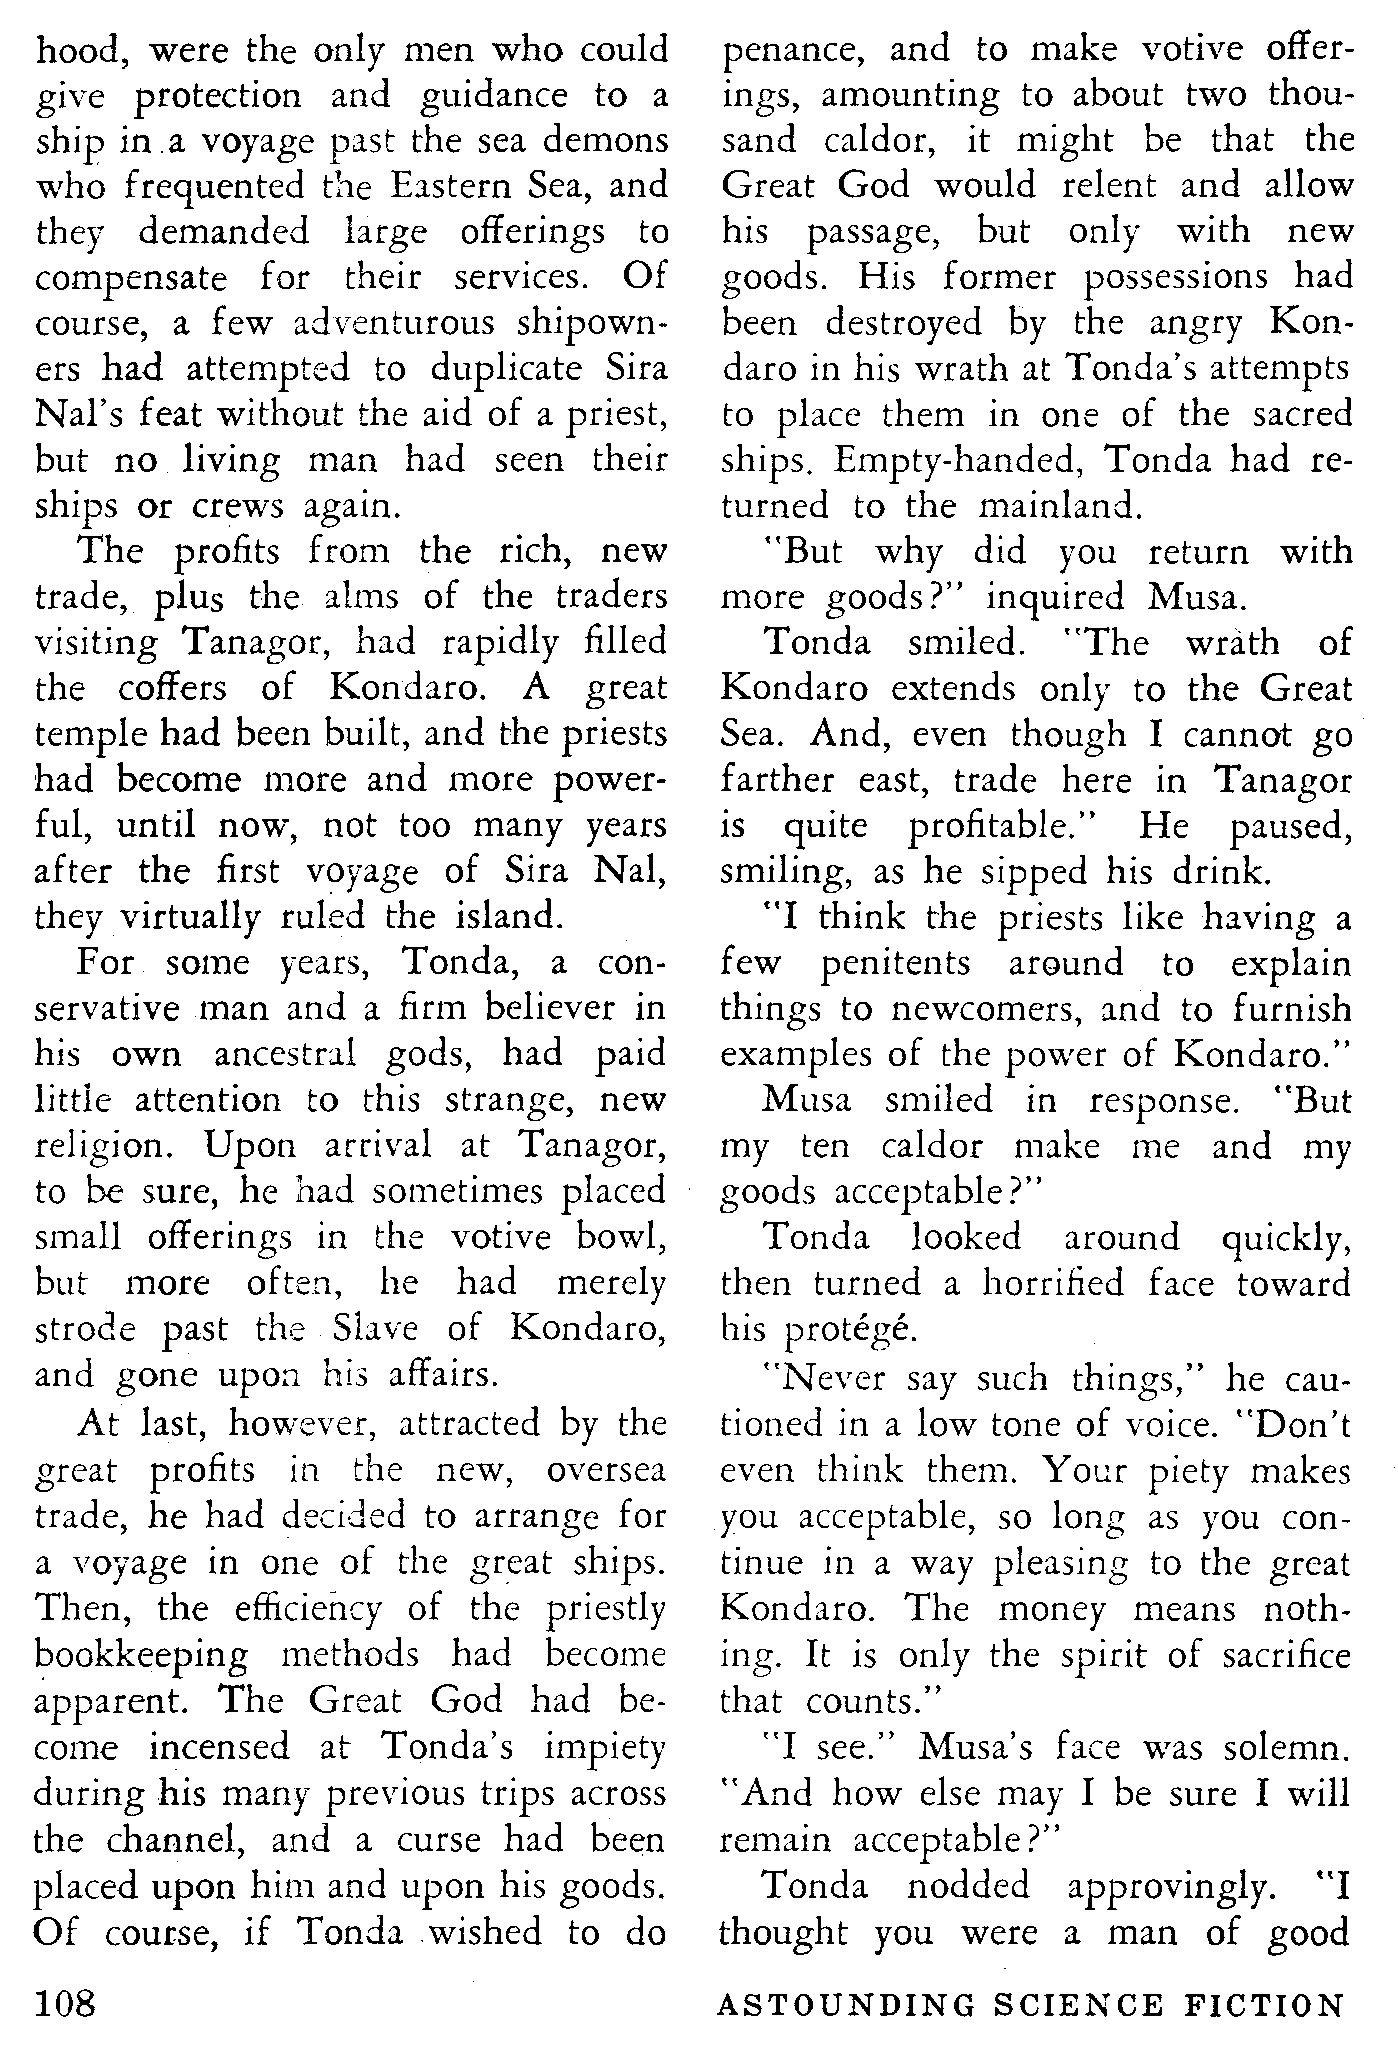 hood, were the only men who could
give protection and guidance to a
ship in a voyage past the sea demons
who frequented the Eastern Sea, and
they demanded large offerings to
compensate for their services. Of
course, a few adventurous shipown-
ers had attempted to duplicate Sira
Nal's feat without the aid of a priest,
but no living man had seen their
ships or crews again.
The profits from the rich, new
trade, plus the alms of the traders
visiting Tanagor, had rapidly filled
the coffers of Kondaro. A great
temple had been built, and the priests
had become more and more power-
ful, until now, not too many years
after the first voyage of Sira Nal,
they virtually ruled the island.
For some years, Tonda, a con-
servative man and a firm believer in
his own ancestral gods, had paid
little attention to this strange, new
religion. Upon arrival at Tanagor,
to be sure, he had sometimes placed
small offerings in the votive bowl,
but more often, he had merely
strode past the Slave of Kondaro,
and gone upon his affairs.
At last, however, attracted by the
great profits in the new, oversea
trade, he had decided to arrange for
a voyage in one of the great ships.
Then, the efficiency of the priestly
bookkeeping methods had become
apparent. The Great God had be-
come incensed at Tonda's impiety
during his many previous trips across
the channel, and a curse had been
placed upon him and upon his goods.
Of course, if Tonda wished to do
penance, and to make votive offer-
ings, amounting to about two thou-
sand caldor, it might be that the
Great God would relent and allow
his passage, but only with new
goods. His former possessions had
been destroyed by the angry Kon-
daro in his wrath at Tonda's attempts
to place them in one of the sacred
ships. Empty-handed, Tonda had re-
turned to the mainland.
"But why did you return with
more goods?" inquired Musa.
Tonda smiled. "The wrath of
Kondaro extends only to the Great
Sea. And, even though I cannot go
farther east, trade here in Tanagor
is quite profitable." He paused,
smiling, as he sipped his drink.
"I think the priests like having a
few penitents around to explain
things to newcomers, and to furnish
examples of the power of Kondaro."
Musa smiled in response. "But
my ten caldor make me and my
goods acceptable?"
Tonda looked around quickly,
then turned a horrified face toward
his protégé.
"Never say such things," he cau-
tioned in a low tone of voice. "Don't
even think them. Your piety makes
you acceptable, so long as you con-
tinue in a way pleasing to the great
Kondaro. The money means noth-
ing. It is only the spirit of sacrifice
that counts."
"I see." Musa's face was solemn.
"And how else may I be sure I will
remain acceptable?"
Tonda nodded approvingly. "I
thought you were a man of good
108
ASTOUNDING SCIENCE FICTION